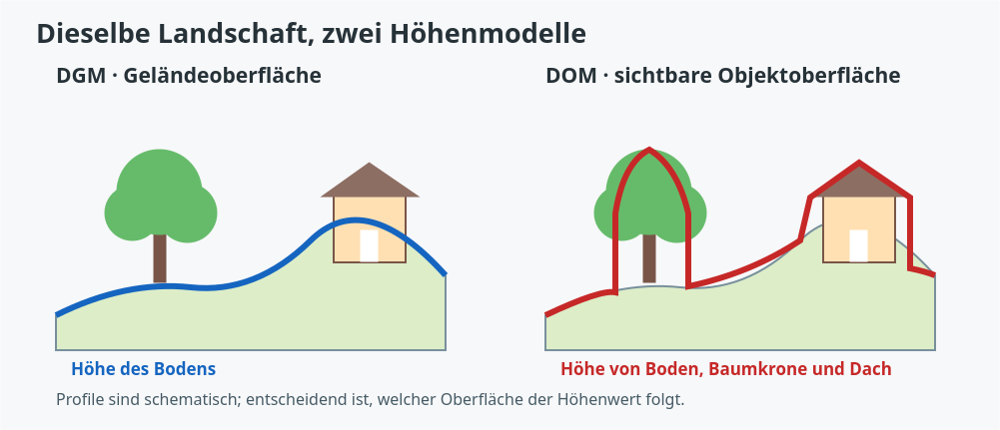 Dieselbe Landschaft, zwei Höhenmodelle
DGM · Geländeoberfläche
DOM · sichtbare Objektoberfläche
Höhe des Bodens
Höhe von Boden, Baumkrone und Dach
Profile sind schematisch; entscheidend ist, welcher Oberfläche der Höhenwert folgt.